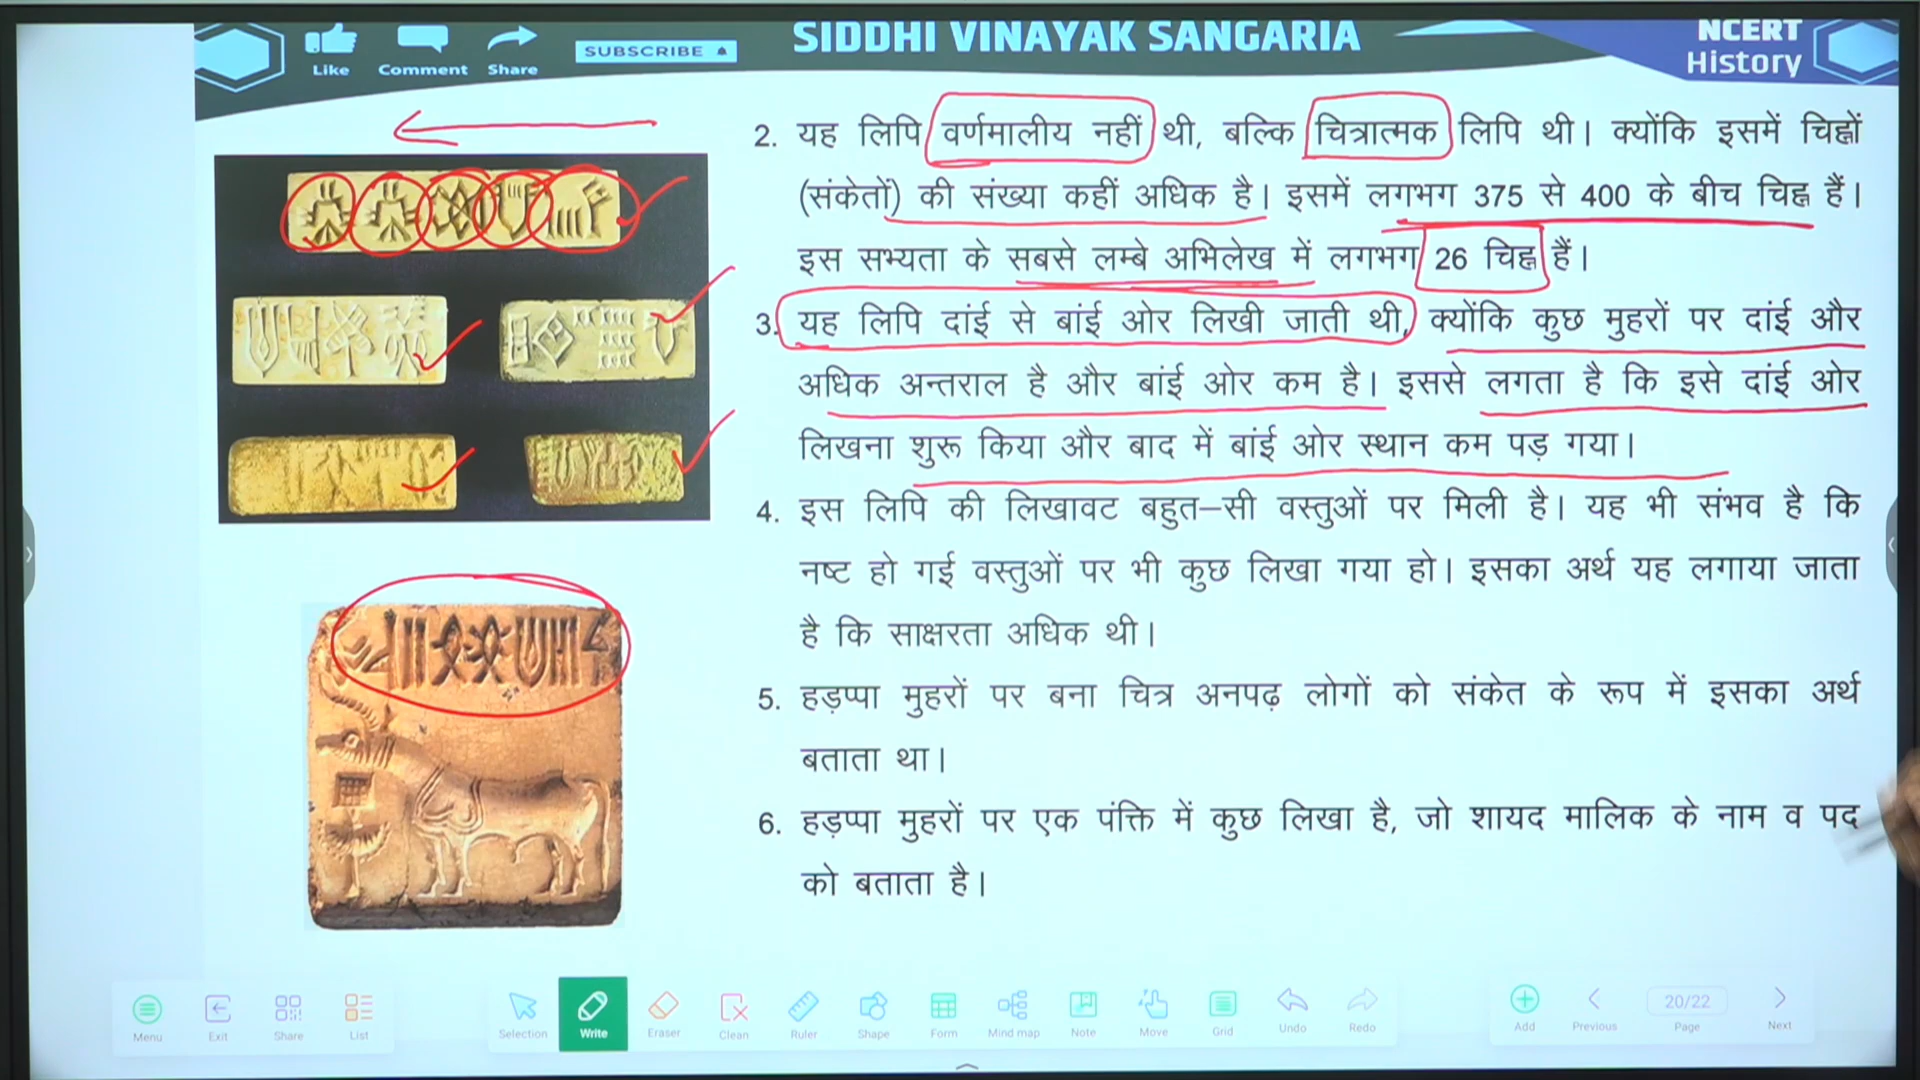 SIDDHI VINAYAK SANGARIA
NCERT
History
Like
Comment
Share
SUBSCRIBE
2. यह लिपि वर्णमालीय नहीं थी, बल्कि चित्रात्मक लिपि थी। क्योंकि इसमें चिह्नों
(संकेतों) की संख्या कहीं अधिक है। इसमें लगभग 375 से 400 के बीच चिह्न हैं।
इस सभ्यता के सबसे लम्बे अभिलेख में लगभग 26 चिह्न हैं।
3. यह लिपि दांई से बांई ओर लिखी जाती थी, क्योंकि कुछ मुहरों पर दांई और
अधिक अन्तराल है और बांई ओर कम है। इससे लगता है कि इसे दांई ओर
लिखना शुरू किया और बाद में बांई ओर स्थान कम पड़ गया।
4. इस लिपि की लिखावट बहुत–सी वस्तुओं पर मिली है। यह भी संभव है कि
नष्ट हो गई वस्तुओं पर भी कुछ लिखा गया हो। इसका अर्थ यह लगाया जाता
है कि साक्षरता अधिक थी।
5. हड़प्पा मुहरों पर बना चित्र अनपढ़ लोगों को संकेत के रूप में इसका अर्थ
बताता था।
6. हड़प्पा मुहरों पर एक पंक्ति में कुछ लिखा है, जो शायद मालिक के नाम व पद
को बताता है।
Menu
Exit
Share
List
Selection
Write
Eraser
Clean
Ruler
Shape
Form
Mind map
Note
Move
Grid
Undo
Redo
Add
Previous
20/22
Page
Next